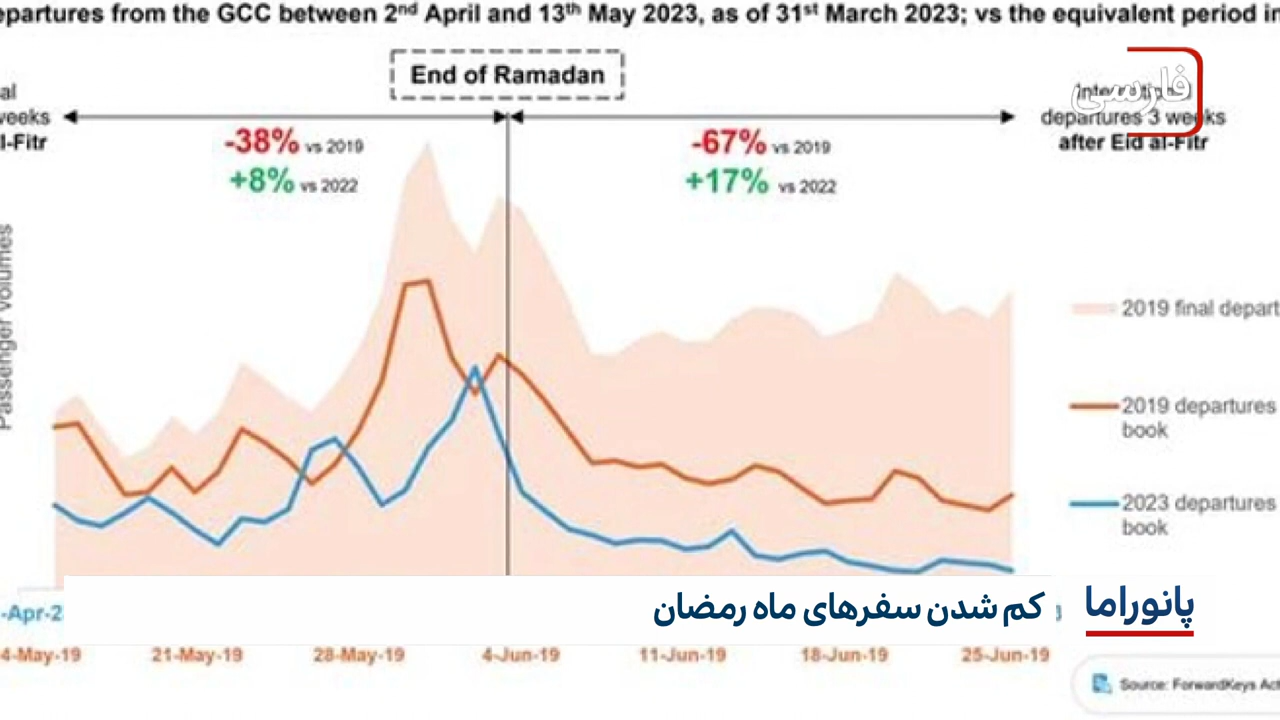 epartures from the GCC between 2nd April and 13th May 2023, as of 31st March 2023; vs the equivalent period in
End of Ramadan
al
weeks
l-Fitr
-38% vs 2019
+8% vs 2022
-67% vs 2019
+17% vs 2022
departures 3 weeks
after Eid al-Fitr
فارسی
Passenger volumes
2019 final depart
2019 departures
book
2023 departures
book
-Apr-2
کم شدن سفرهای ماه رمضان
پانوراما
4-May-19
21-May-19
28-May-19
4-Jun-19
11-Jun-19
18-Jun-19
25-Jun-19
Source: ForwardKeys Act